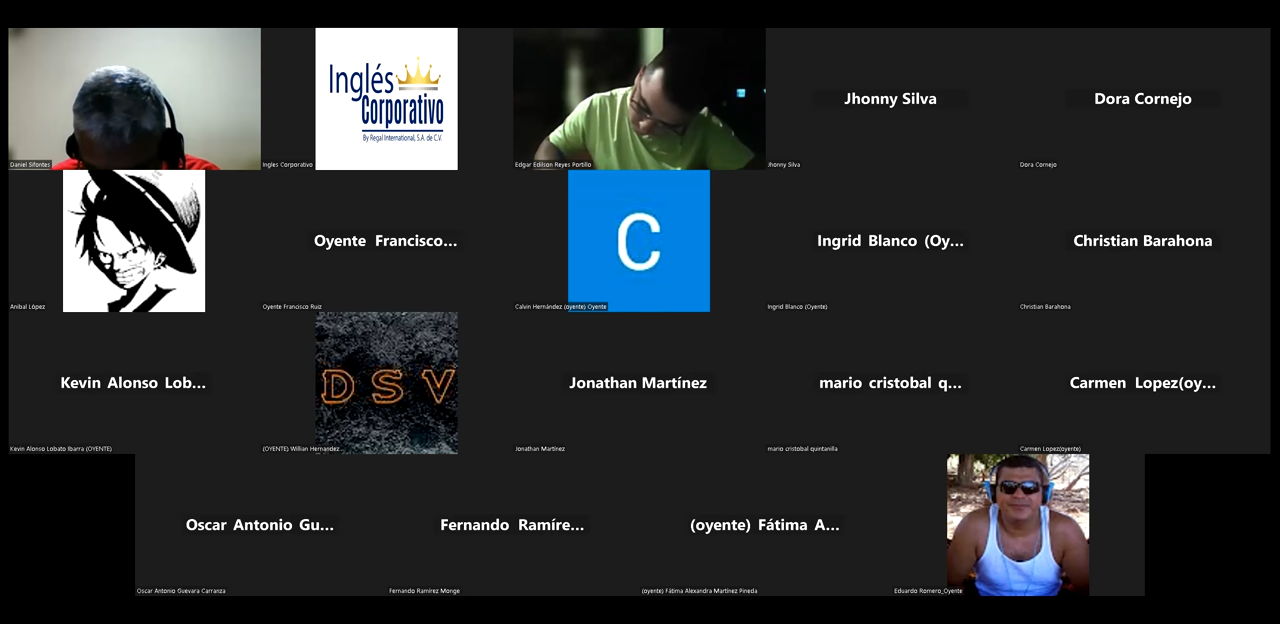 Daniel Sifontes
Inglés
Corporativo
By Regal International, S.A. de C.V.
Ingles Corporativo
Edgar Edilson Reyes Portillo
Jhonny Silva
Jhonny Silva
Dora Cornejo
Dora Cornejo
Anibal López
Oyente Francisco...
Oyente Francisco Ruiz
C
Calvin Hernández (oyente) Oyente
Ingrid Blanco (Oy...
Ingrid Blanco (Oyente)
Christian Barahona
Christian Barahona
Kevin Alonso Lob...
Kevin Alonso Lobato Ibarra (OYENTE)
DSV
(OYENTE) Willian Hernandez
Jonathan Martínez
Jonathan Martínez
mario cristobal q...
mario cristobal quintanilla
Carmen Lopez(oy...
Carmen Lopez(oyente)
Oscar Antonio Gu...
Oscar Antonio Guevara Carranza
Fernando Ramíre...
Fernando Ramírez Monge
(oyente) Fátima A...
(oyente) Fátima Alexandra Martínez Pineda
Eduardo Romero_Oyente